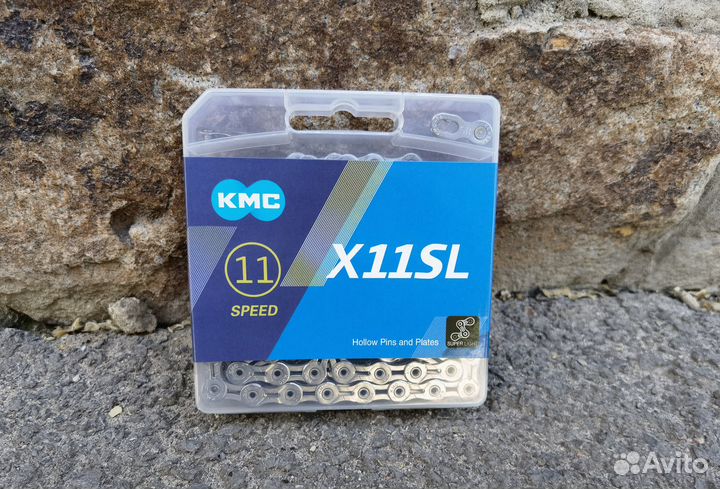 KMC
11
SPEED
X11SL
Hollow Pins and Plates
SUPER LIGHT
Avito